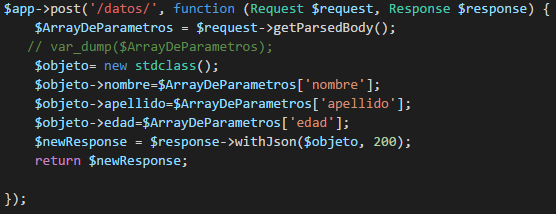 $app->post('/datos/', function (Request $request, Response $response) {
$ArrayDeParametros = $request->getParsedBody();
// var_dump($ArrayDeParametros);
$objeto= new stdclass();
$objeto->nombre=$ArrayDeParametros['nombre'];
$objeto->apellido=$ArrayDeParametros['apellido'];
$objeto->edad=$ArrayDeParametros['edad'];
$newResponse = $response->withJson($objeto, 200);
return $newResponse;
});